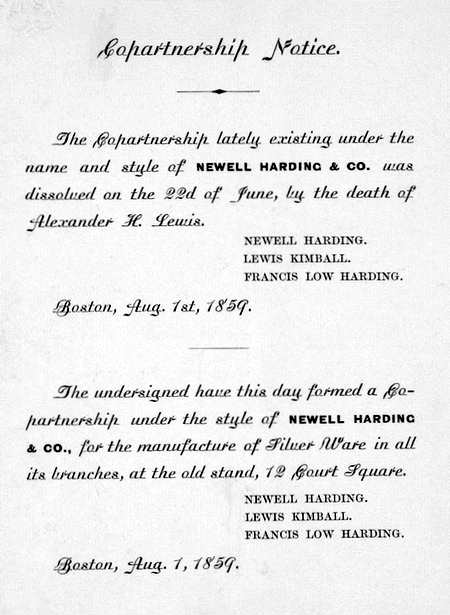 Copartnership Notice.
The Copartnership lately existing under the
name and style of NEWELL HARDING & CO. was
dissolved on the 22d of June, by the death of
Alexander H. Lewis.
NEWELL HARDING.
LEWIS KIMBALL.
FRANCIS LOW HARDING.
Boston, Aug. 1st, 1859.
The undersigned have this day formed a Co-
partnership under the style of NEWELL HARDING
& CO., for the manufacture of Silver Ware in all
its branches, at the old stand, 12 Court Square.
NEWELL HARDING.
LEWIS KIMBALL.
FRANCIS LOW HARDING.
Boston, Aug. 1, 1859.